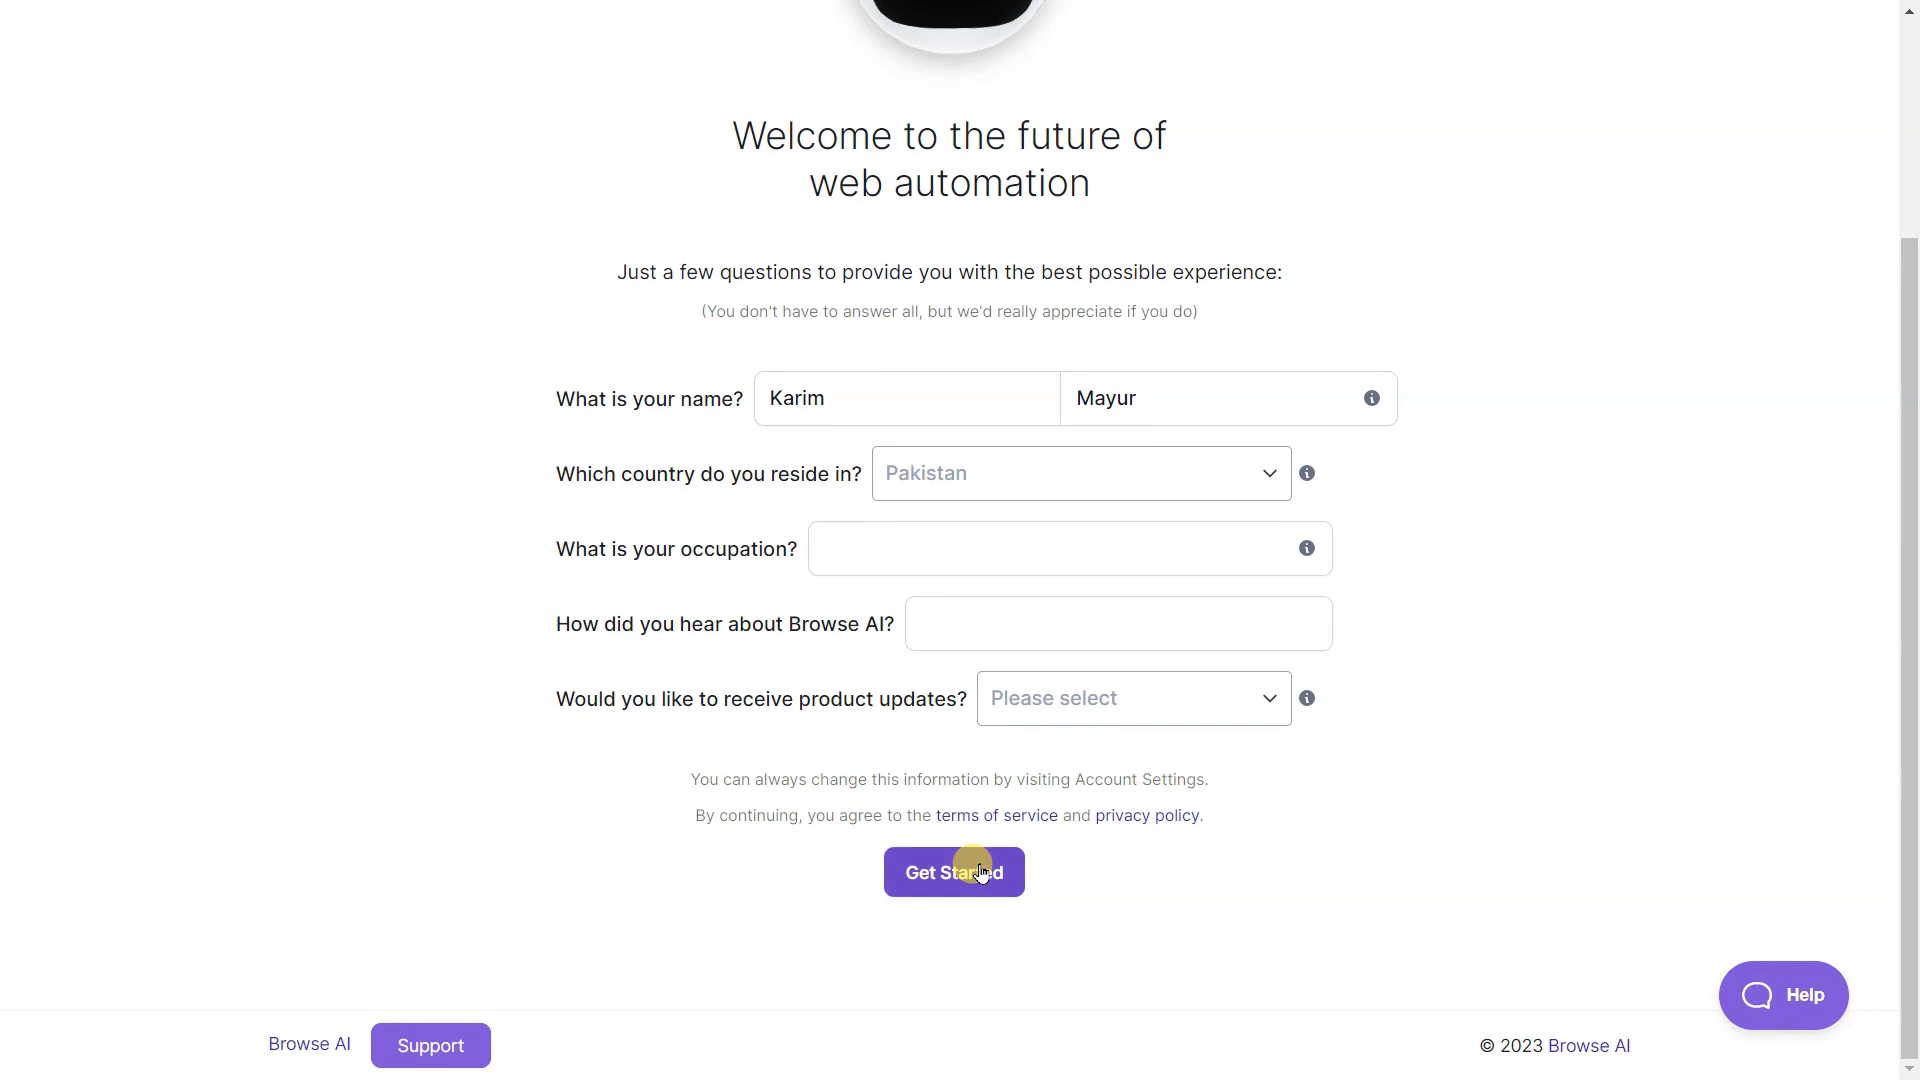 Welcome to the future of
web automation
Just a few questions to provide you with the best possible experience:
(You don't have to answer all, but we'd really appreciate if you do)
What is your name? Karim Mayur
Which country do you reside in? Pakistan
What is your occupation?
How did you hear about Browse AI?
Would you like to receive product updates? Please select
You can always change this information by visiting Account Settings.
By continuing, you agree to the terms of service and privacy policy.
Get Started
Help
Browse AI Support © 2023 Browse AI